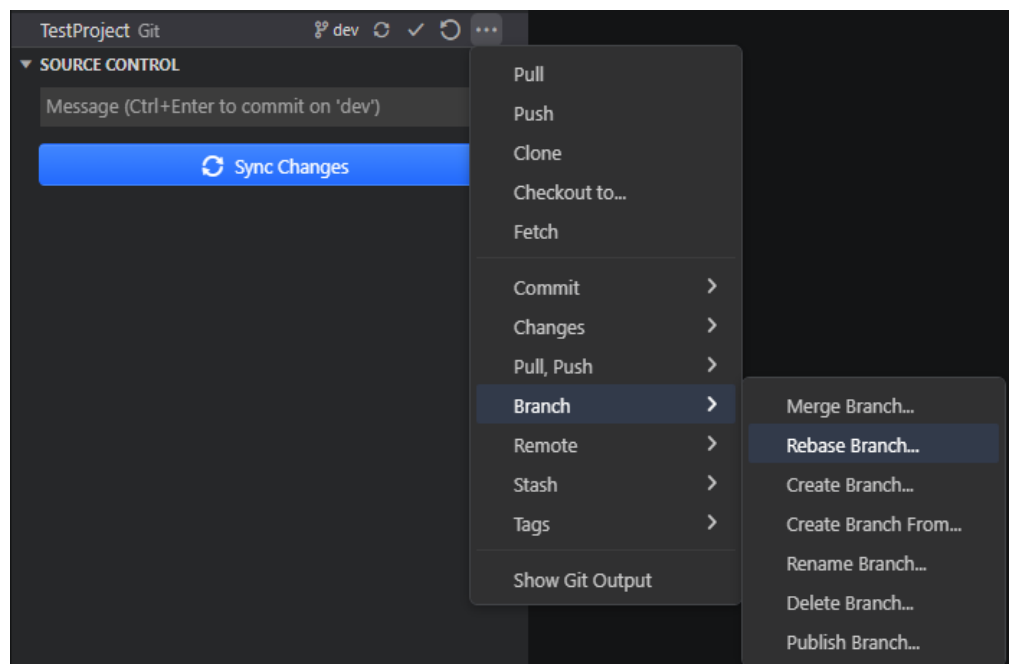 TestProject Git dev
SOURCE CONTROL
Message (Ctrl+Enter to commit on 'dev')
Sync Changes
Pull
Push
Clone
Checkout to...
Fetch
Commit
Changes
Pull, Push
Branch
Remote
Stash
Tags
Show Git Output
Merge Branch...
Rebase Branch...
Create Branch...
Create Branch From...
Rename Branch...
Delete Branch...
Publish Branch...